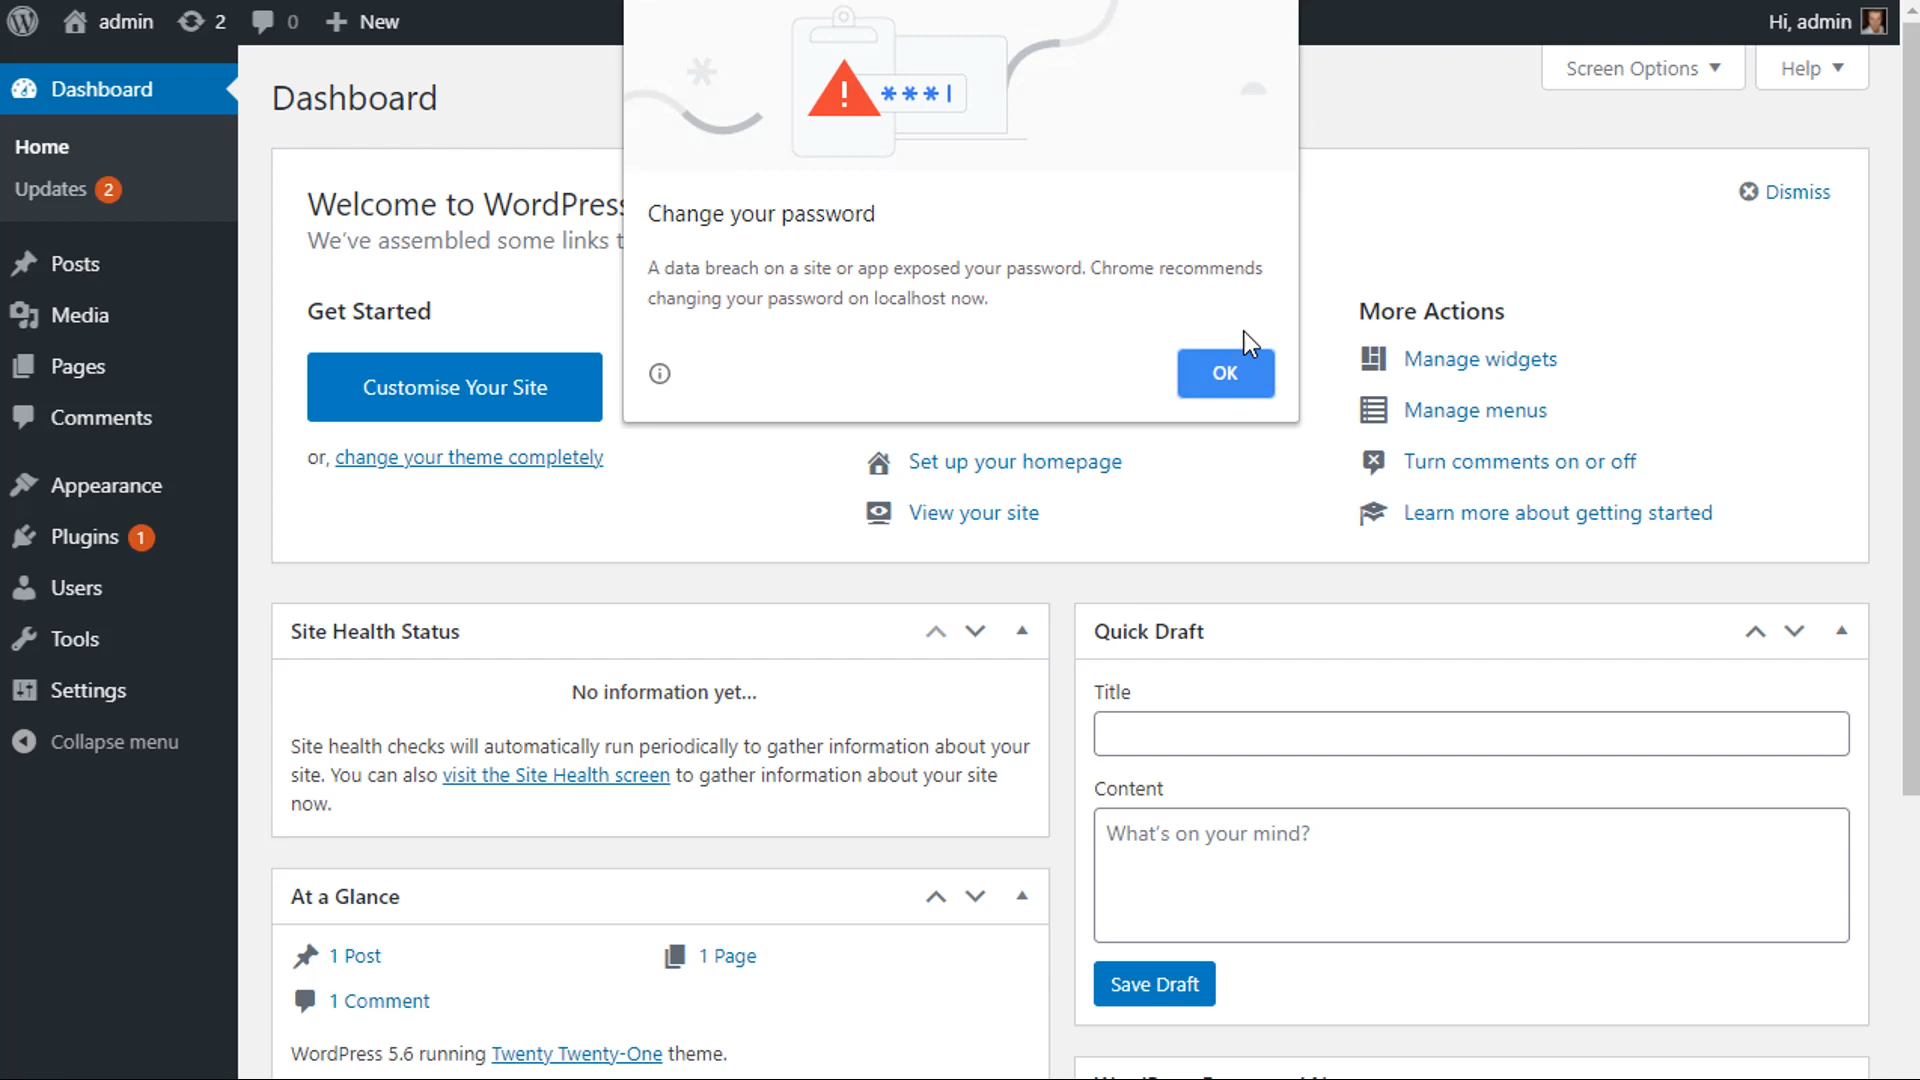 admin
2
0
New
Hi, admin
Dashboard
Home
Updates 2
Posts
Media
Pages
Comments
Appearance
Plugins 1
Users
Tools
Settings
Collapse menu
Dashboard
Screen Options
Help
Welcome to WordPress
We've assembled some links
Dismiss
Get Started
Customise Your Site
or, change your theme completely
***
Change your password
A data breach on a site or app exposed your password. Chrome recommends
changing your password on localhost now.
OK
Set up your homepage
View your site
More Actions
Manage widgets
Manage menus
Turn comments on or off
Learn more about getting started
Site Health Status
No information yet...
Site health checks will automatically run periodically to gather information about your
site. You can also visit the Site Health screen to gather information about your site
now.
At a Glance
1 Post
1 Page
1 Comment
WordPress 5.6 running Twenty Twenty-One theme.
Quick Draft
Title
Content
What's on your mind?
Save Draft